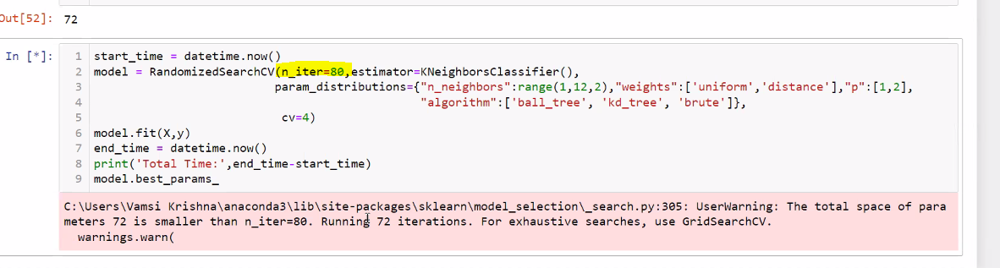 Out[52]: 72
In [*]:
1 start_time = datetime.now()
2 model = RandomizedSearchCV(n_iter=80,estimator=KNeighborsClassifier(),
3 param_distributions={"n_neighbors":range(1,12,2),"weights":['uniform','distance'],"p":[1,2],
4 "algorithm":['ball_tree', 'kd_tree', 'brute']},
5 cv=4)
6 model.fit(X,y)
7 end_time = datetime.now()
8 print('Total Time:',end_time-start_time)
9 model.best_params_
C:\Users\Vamsi Krishna\anaconda3\lib\site-packages\sklearn\model_selection\_search.py:305: UserWarning: The total space of para
meters 72 is smaller than n_iter=80. Running 72 iterations. For exhaustive searches, use GridSearchCV.
warnings.warn(